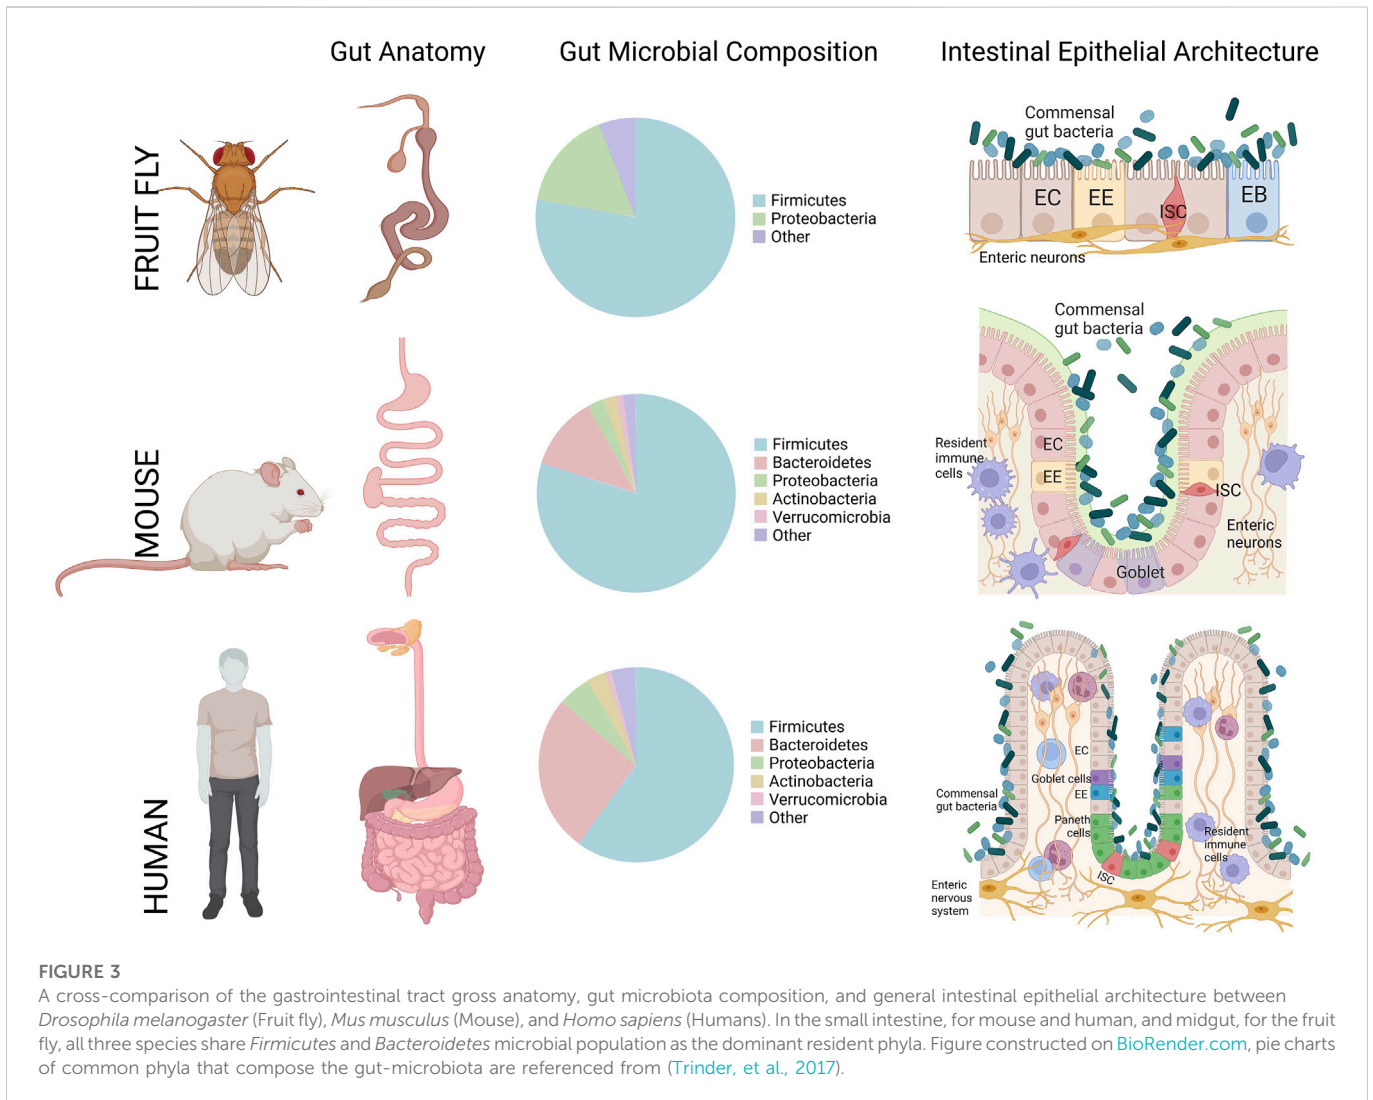 Gut Anatomy
Gut Microbial Composition
Intestinal Epithelial Architecture
FRUIT FLY
Firmicutes
Proteobacteria
Other
Commensal
gut bacteria
EC
EE
ISC
EB
Enteric neurons
MOUSE
Firmicutes
Bacteroidetes
Proteobacteria
Actinobacteria
Verrucomicrobia
Other
Commensal
gut bacteria
Resident
immune
cells
EC
EE
ISC
Enteric
neurons
Goblet
HUMAN
Firmicutes
Bacteroidetes
Proteobacteria
Actinobacteria
Verrucomicrobia
Other
EC
Goblet cells
EE
Commensal
gut bacteria
Paneth
cells
Resident
immune
cells
ISC
Enteric
nervous
system
FIGURE 3
A cross-comparison of the gastrointestinal tract gross anatomy, gut microbiota composition, and general intestinal epithelial architecture between
Drosophila melanogaster (Fruit fly), Mus musculus (Mouse), and Homo sapiens (Humans). In the small intestine, for mouse and human, and midgut, for the fruit
fly, all three species share Firmicutes and Bacteroidetes microbial population as the dominant resident phyla. Figure constructed on BioRender.com, pie charts
of common phyla that compose the gut-microbiota are referenced from (Trinder, et al., 2017).